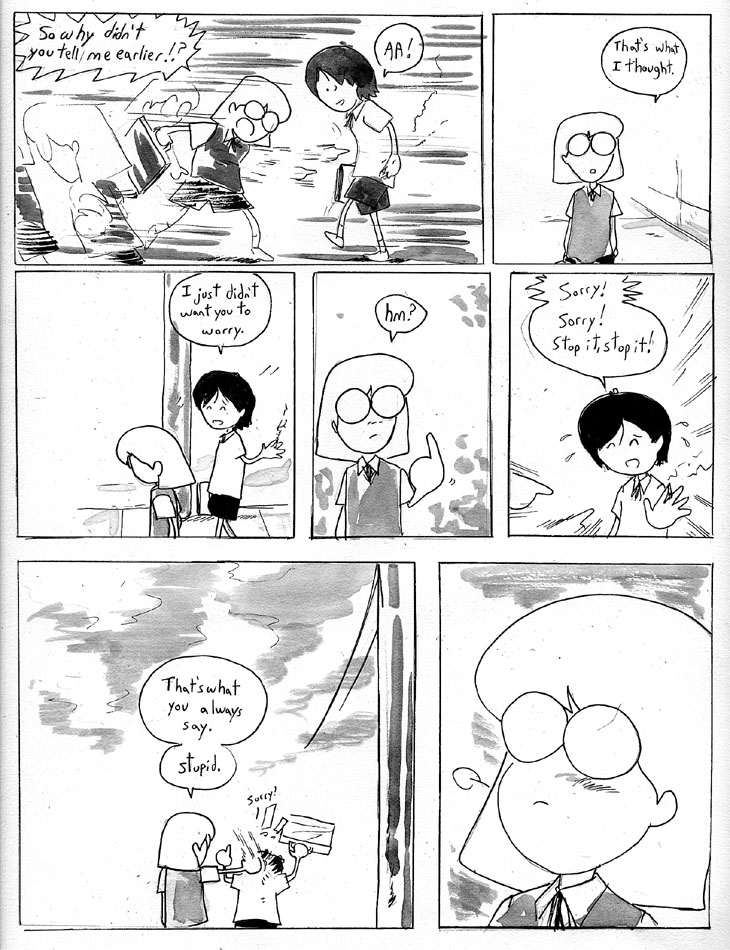 So why didn't
you tell me earlier!!?
AA!
That's what
I thought.
I just didn't
want you to
worry.
hm?
Sorry!
Sorry!
Stop it, stop it!
That's what
you always
say.
stupid.
Sorry!